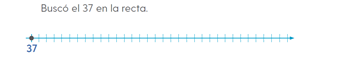 Buscó el 37 en la recta.
37